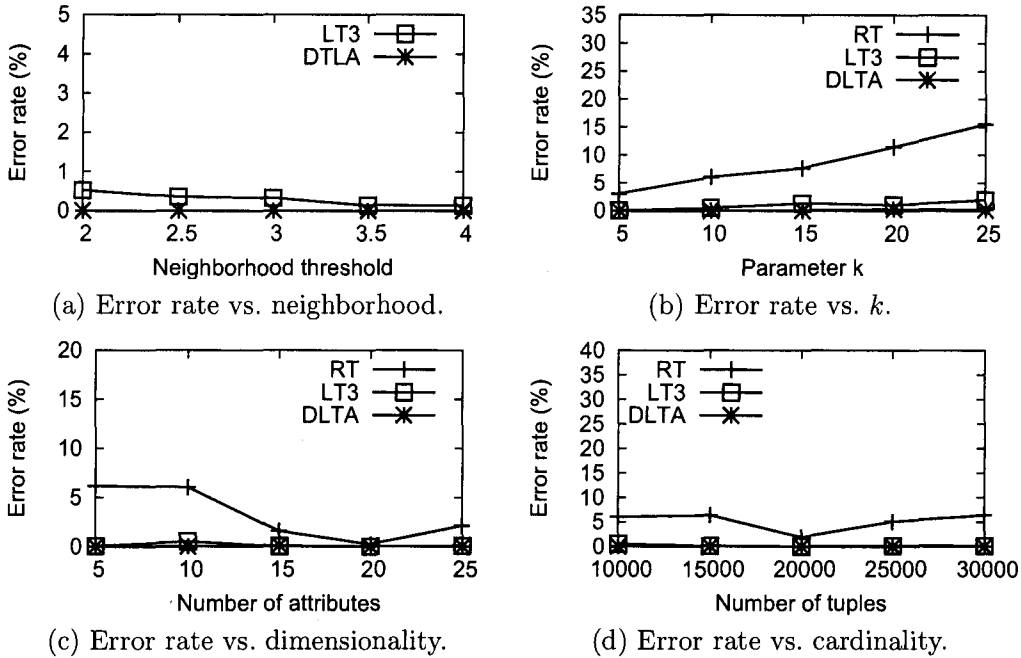 Error rate (%)
5
4
3
2
1
0
LT3
DTLA
2
2.5
3
3.5
4
Neighborhood threshold
(a) Error rate vs. neighborhood.
Error rate (%)
35
30
25
20
15
10
5
0
RT
LT3
DLTA
5
10
15
20
25
Parameter k
(b) Error rate vs. k.
Error rate (%)
20
15
10
5
0
RT
LT3
DLTA
5
10
15
20
25
Number of attributes
(c) Error rate vs. dimensionality.
Error rate (%)
40
35
30
25
20
15
10
5
0
RT
LT3
DLTA
10000
15000
20000
25000
30000
Number of tuples
(d) Error rate vs. cardinality.